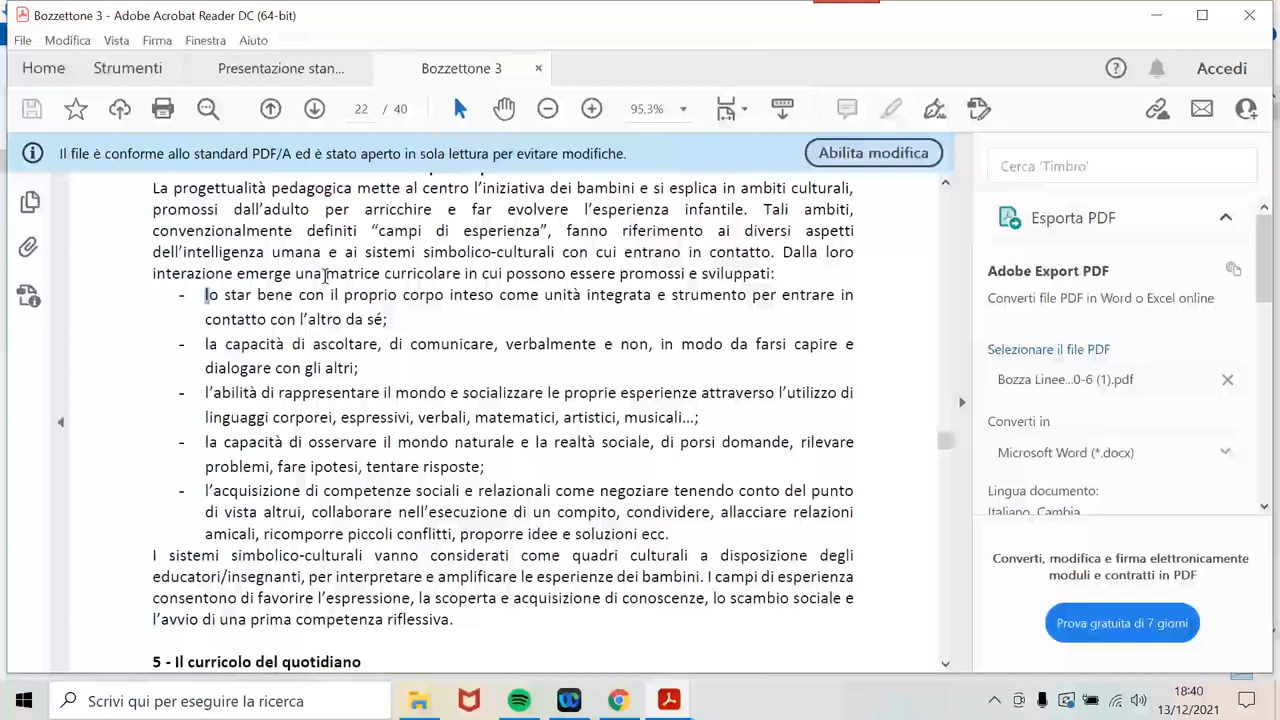 Bozzettone 3 - Adobe Acrobat Reader DC (64-bit)
File Modifica Vista Firma Finestra Aiuto
Home Strumenti Presentazione stan... Bozzettone 3 × Accedi
22 / 40 95,3%
Il file è conforme allo standard PDF/A ed è stato aperto in sola lettura per evitare modifiche. Abilita modifica
La progettualità pedagogica mette al centro l’iniziativa dei bambini e si esplica in ambiti culturali,
promossi dall’adulto per arricchire e far evolvere l’esperienza infantile. Tali ambiti,
convenzionalmente definiti “campi di esperienza”, fanno riferimento ai diversi aspetti
dell’intelligenza umana e ai sistemi simbolico-culturali con cui entrano in contatto. Dalla loro
interazione emerge una matrice curricolare in cui possono essere promossi e sviluppati:
- lo star bene con il proprio corpo inteso come unità integrata e strumento per entrare in
contatto con l’altro da sé;
- la capacità di ascoltare, di comunicare, verbalmente e non, in modo da farsi capire e
dialogare con gli altri;
- l’abilità di rappresentare il mondo e socializzare le proprie esperienze attraverso l’utilizzo di
linguaggi corporei, espressivi, verbali, matematici, artistici, musicali…;
- la capacità di osservare il mondo naturale e la realtà sociale, di porsi domande, rilevare
problemi, fare ipotesi, tentare risposte;
- l’acquisizione di competenze sociali e relazionali come negoziare tenendo conto del punto
di vista altrui, collaborare nell’esecuzione di un compito, condividere, allacciare relazioni
amicali, ricomporre piccoli conflitti, proporre idee e soluzioni ecc.
I sistemi simbolico-culturali vanno considerati come quadri culturali a disposizione degli
educatori/insegnanti, per interpretare e amplificare le esperienze dei bambini. I campi di esperienza
consentono di favorire l’espressione, la scoperta e acquisizione di conoscenze, lo scambio sociale e
l’avvio di una prima competenza riflessiva.
5 - Il curricolo del quotidiano
Cerca 'Timbro'
Esporta PDF
Adobe Export PDF
Converti file PDF in Word o Excel online
Selezionare il file PDF
Bozza Linee...0-6 (1).pdf
Converti in
Microsoft Word (*.docx)
Lingua documento:
Italiano Cambia
Converti, modifica e firma elettronicamente
moduli e contratti in PDF
Prova gratuita di 7 giorni
Scrivi qui per eseguire la ricerca
18:40
13/12/2021